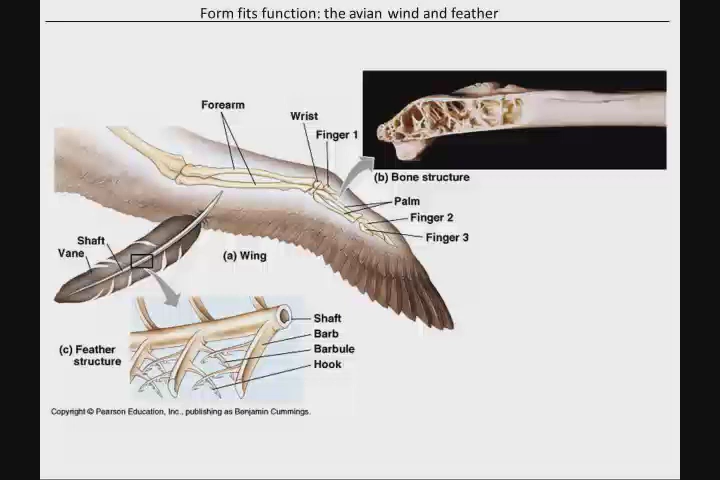 Form fits function: the avian wind and feather
Forearm
Wrist
Finger 1
(b) Bone structure
Palm
Finger 2
Finger 3
Shaft
Vane
(a) Wing
Shaft
Barb
Barbule
Hook
(c) Feather
structure
Copyright © Pearson Education, Inc., publishing as Benjamin Cummings.